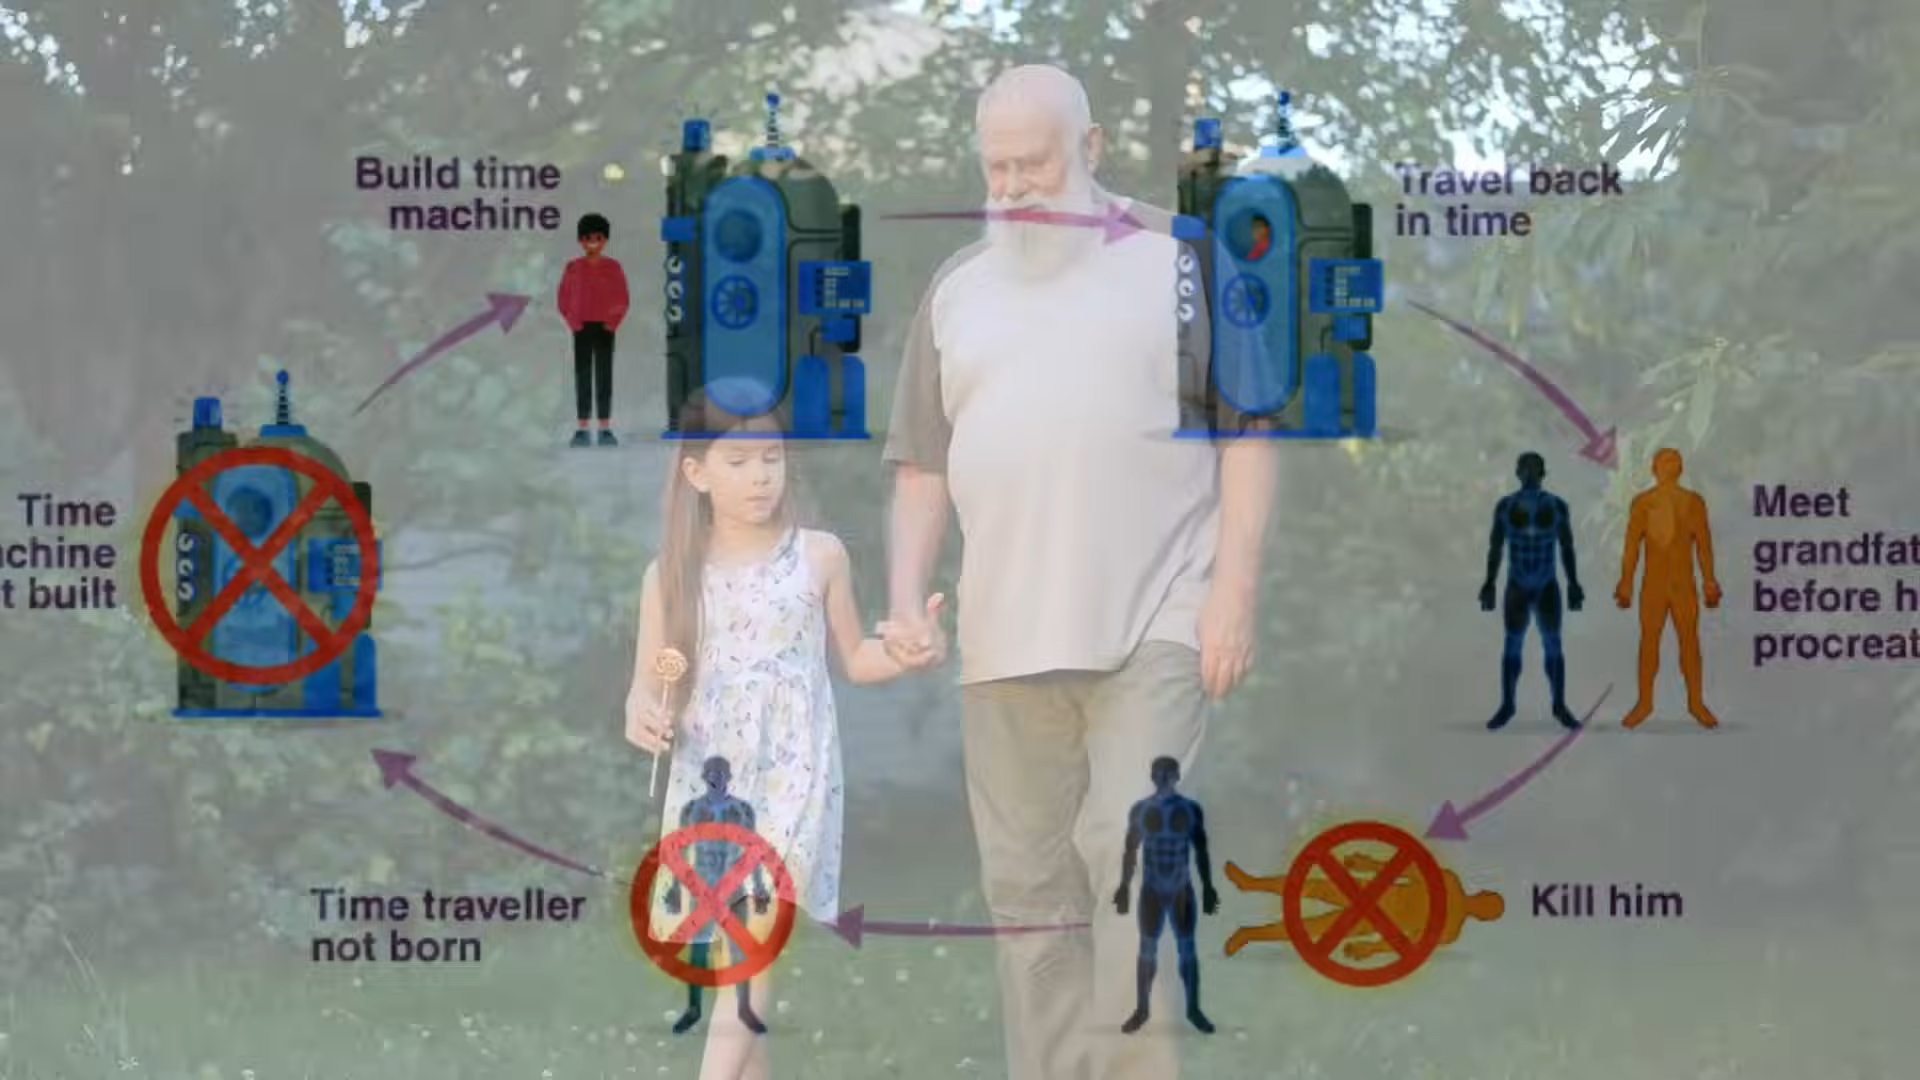 Build time
machine
Travel back
in time
Meet
grandfat
before h
procreat
Kill him
Time traveller
not born
Time
achine
t built